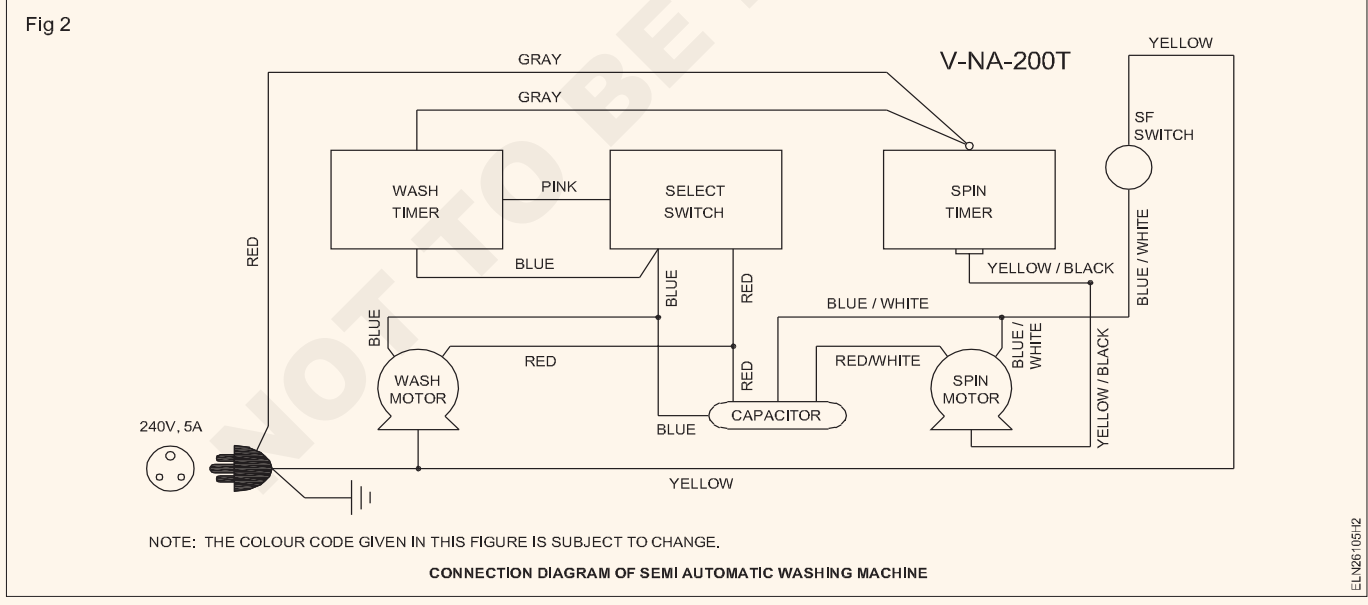 Fig 2
NOT TO BE
V-NA-200T
YELLOW
GRAY
GRAY
SF
SWITCH
WASH
TIMER
PINK
SELECT
SWITCH
SPIN
TIMER
RED
BLUE
BLUE
RED
YELLOW / BLACK
BLUE / WHITE
BLUE / WHITE
BLUE
RED
RED
RED/WHITE
BLUE /
WHITE
YELLOW / BLACK
WASH
MOTOR
SPIN
MOTOR
CAPACITOR
BLUE
240V, 5A
YELLOW
NOTE: THE COLOUR CODE GIVEN IN THIS FIGURE IS SUBJECT TO CHANGE.
CONNECTION DIAGRAM OF SEMI AUTOMATIC WASHING MACHINE
ELN26105H2